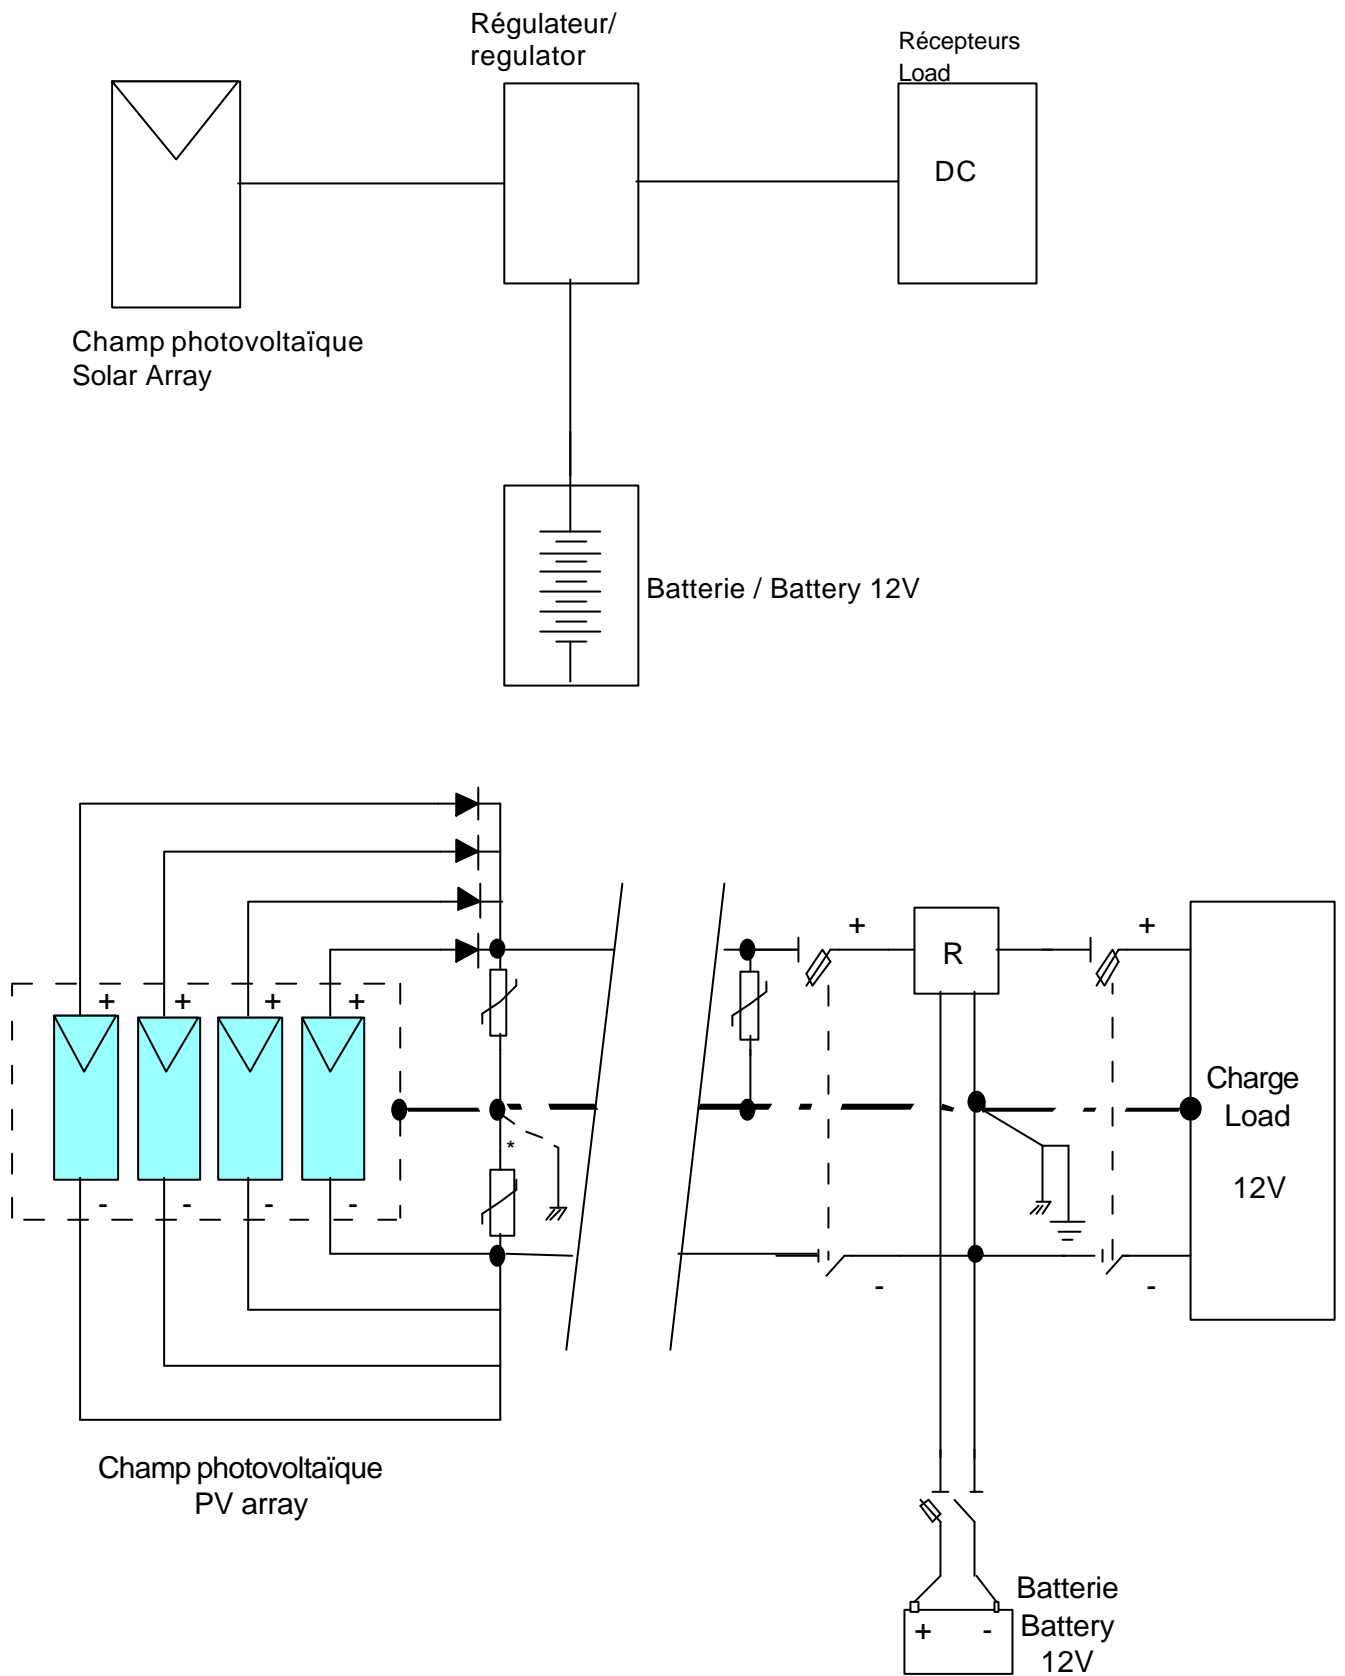 Régulateur/
regulator
Récepteurs
Load
DC
Champ photovoltaïque
Solar Array
Batterie / Battery 12V
+
+
R
+ + + +
Charge
Load
*
12V
- - - -
-
-
Champ photovoltaïque
PV array
Batterie
+ - Battery
12V